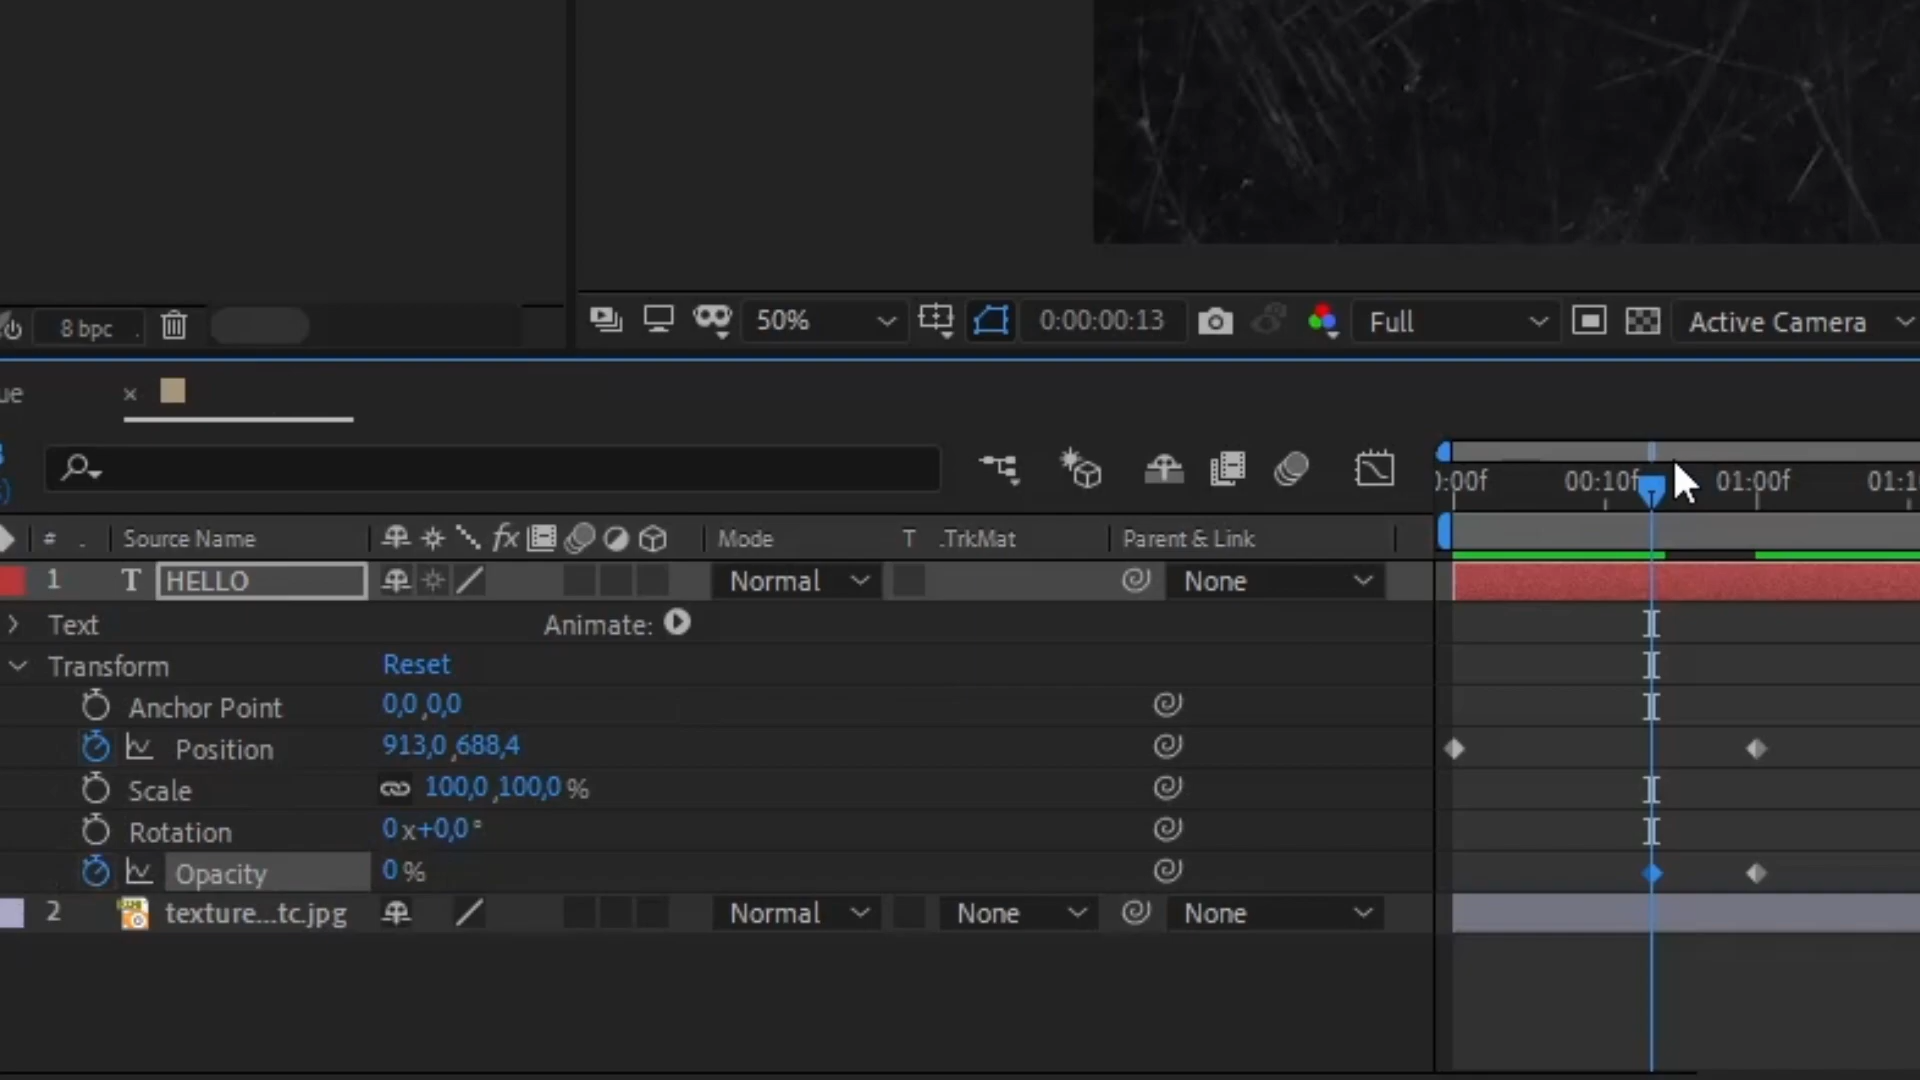 8 bpc
50%
0:00:00:13
Full
Active Camera
ue
:00f
00:10f
01:00f
01:1
#
Source Name
fx
Mode
T
.TrkMat
Parent & Link
1
T
HELLO
Normal
None
Text
Animate:
Transform
Reset
Anchor Point
0,0 ,0,0
Position
913,0 ,688,4
Scale
100,0 ,100,0 %
Rotation
0 x+0,0 °
Opacity
0 %
2
texture...tc.jpg
Normal
None
None